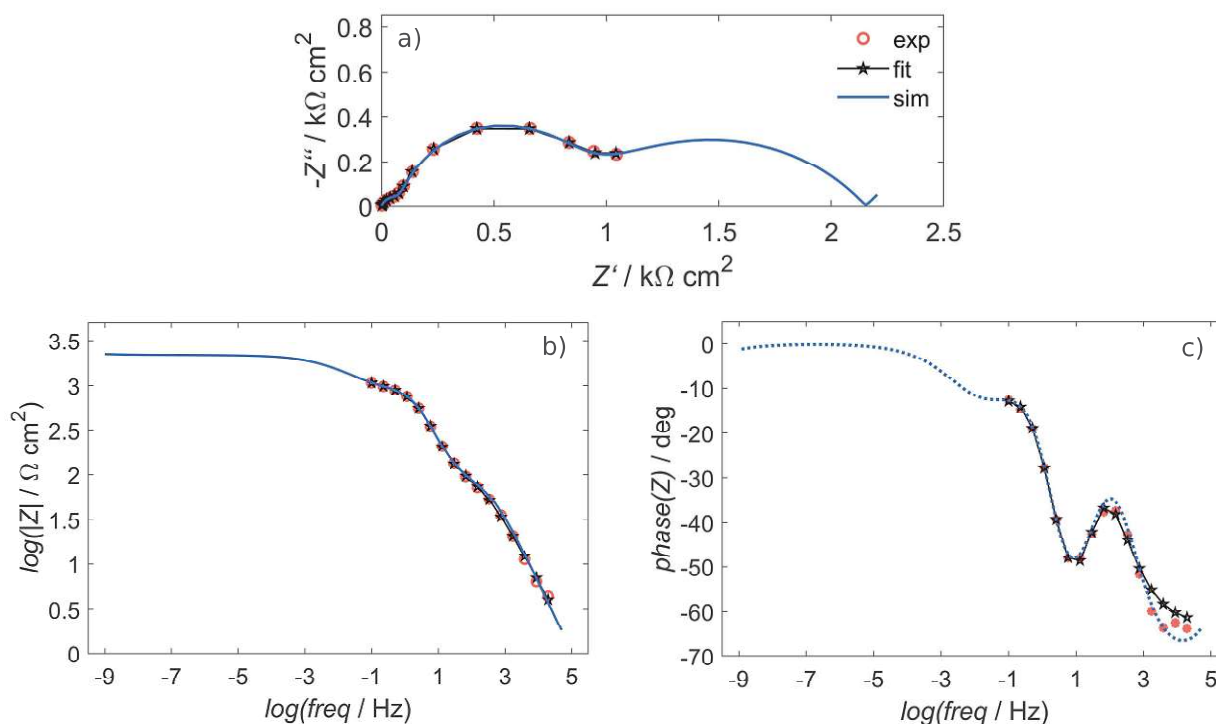 a)
exp
fit
sim
0.8
0.6
0.4
0.2
0
-Z“ / kΩ cm²
0 0.5 1 1.5 2 2.5
Z‘ / kΩ cm²
b)
3.5
3
2.5
2
1.5
1
0.5
0
log(|Z| / Ω cm²)
-9 -7 -5 -3 -1 1 3 5
log(freq / Hz)
c)
0
-10
-20
-30
-40
-50
-60
-70
phase(Z) / deg
-9 -7 -5 -3 -1 1 3 5
log(freq / Hz)